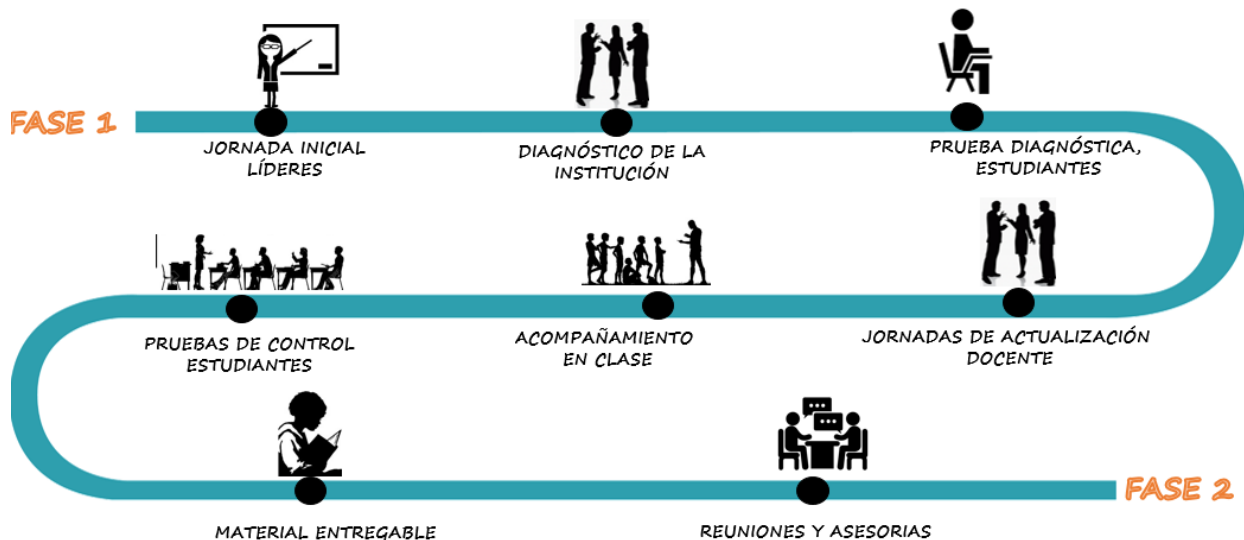 FASE 1
JORNADA INICIAL
LÍDERES
DIAGNÓSTICO DE LA
INSTITUCIÓN
PRUEBA DIAGNÓSTICA,
ESTUDIANTES
JORNADAS DE ACTUALIZACIÓN
DOCENTE
ACOMPAÑAMIENTO
EN CLASE
PRUEBAS DE CONTROL
ESTUDIANTES
MATERIAL ENTREGABLE
REUNIONES Y ASESORIAS
FASE 2